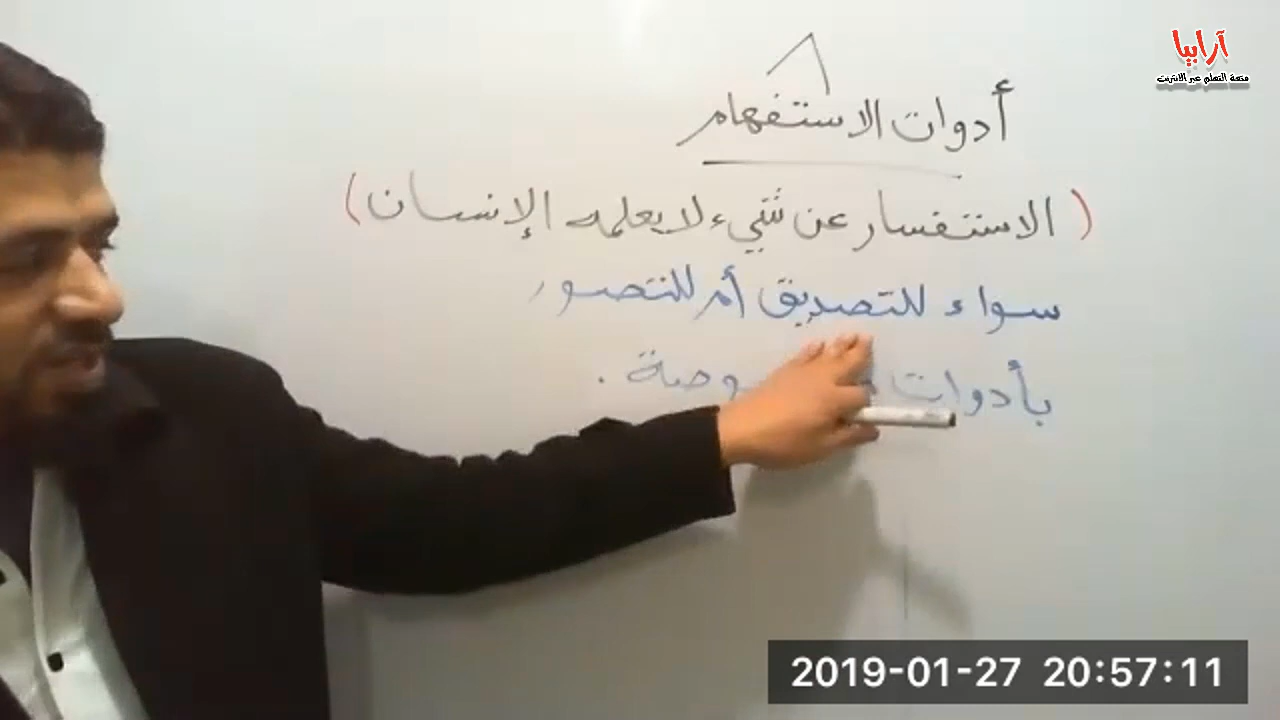 آرابيا
منصة التعلم عبر الانترنت
أدوات الاستفهام
( الاستفسار عن شيء لا يعلمه الإنسان )
سواء للتصديق أم للتصور
بأدوات
2019-01-27 20:57:11